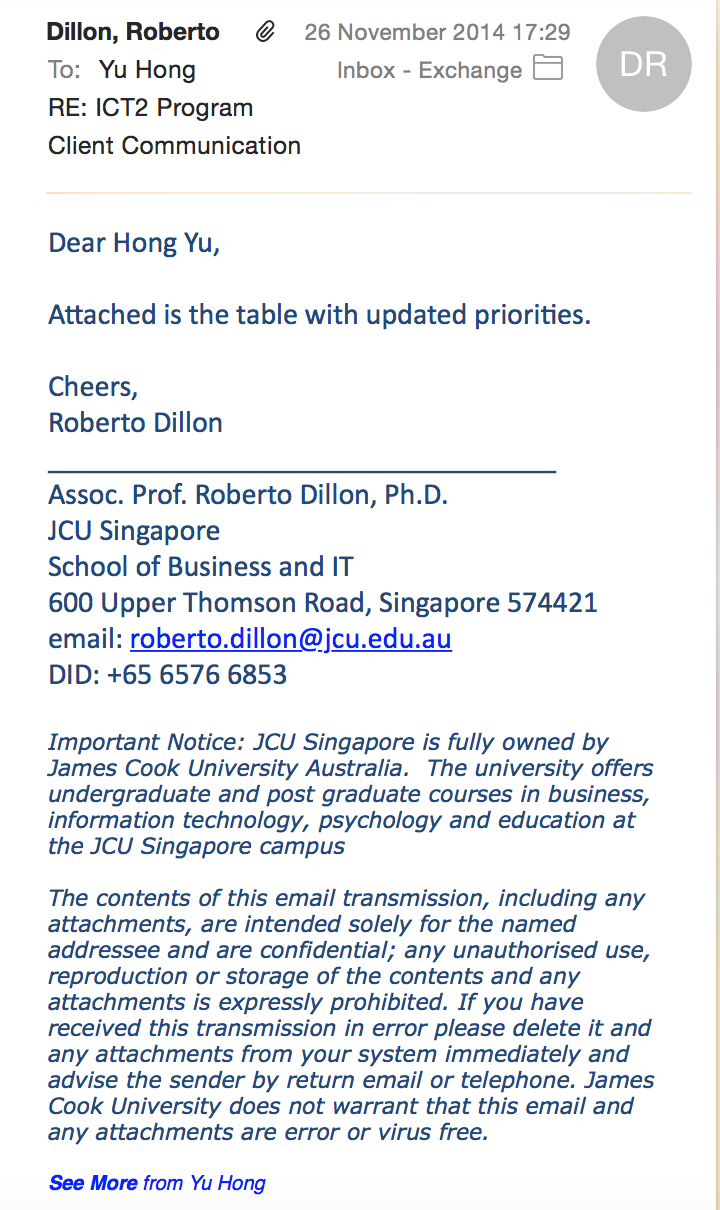 Dillon, Roberto 26 November 2014 17:29
To: Yu Hong Inbox - Exchange
DR
RE: ICT2 Program
Client Communication
Dear Hong Yu,
Attached is the table with updated priorities.
Cheers,
Roberto Dillon
Assoc. Prof. Roberto Dillon, Ph.D.
JCU Singapore
School of Business and IT
600 Upper Thomson Road, Singapore 574421
email: roberto.dillon@jcu.edu.au
DID: +65 6576 6853
Important Notice: JCU Singapore is fully owned by
James Cook University Australia.  The university offers
undergraduate and post graduate courses in business,
information technology, psychology and education at
the JCU Singapore campus
The contents of this email transmission, including any
attachments, are intended solely for the named
addressee and are confidential; any unauthorised use,
reproduction or storage of the contents and any
attachments is expressly prohibited. If you have
received this transmission in error please delete it and
any attachments from your system immediately and
advise the sender by return email or telephone. James
Cook University does not warrant that this email and
any attachments are error or virus free.
See More from Yu Hong